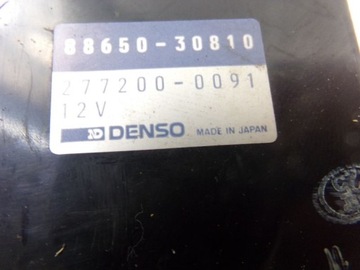 88650-30810
277200-0091
12V
DENSO MADE IN JAPAN